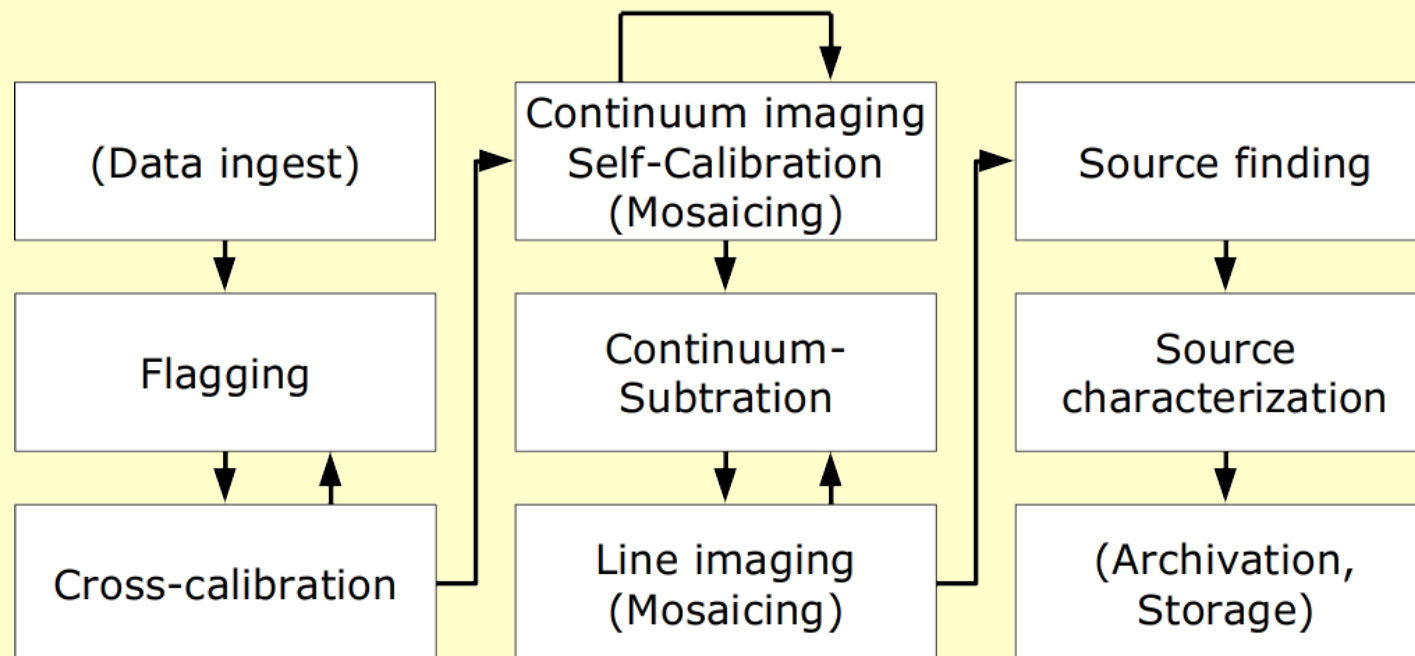 (Data ingest)
Flagging
Cross-calibration
Continuum imaging
Self-Calibration
(Mosaicing)
Continuum-
Subtration
Line imaging
(Mosaicing)
Source finding
Source
characterization
(Archivation,
Storage)